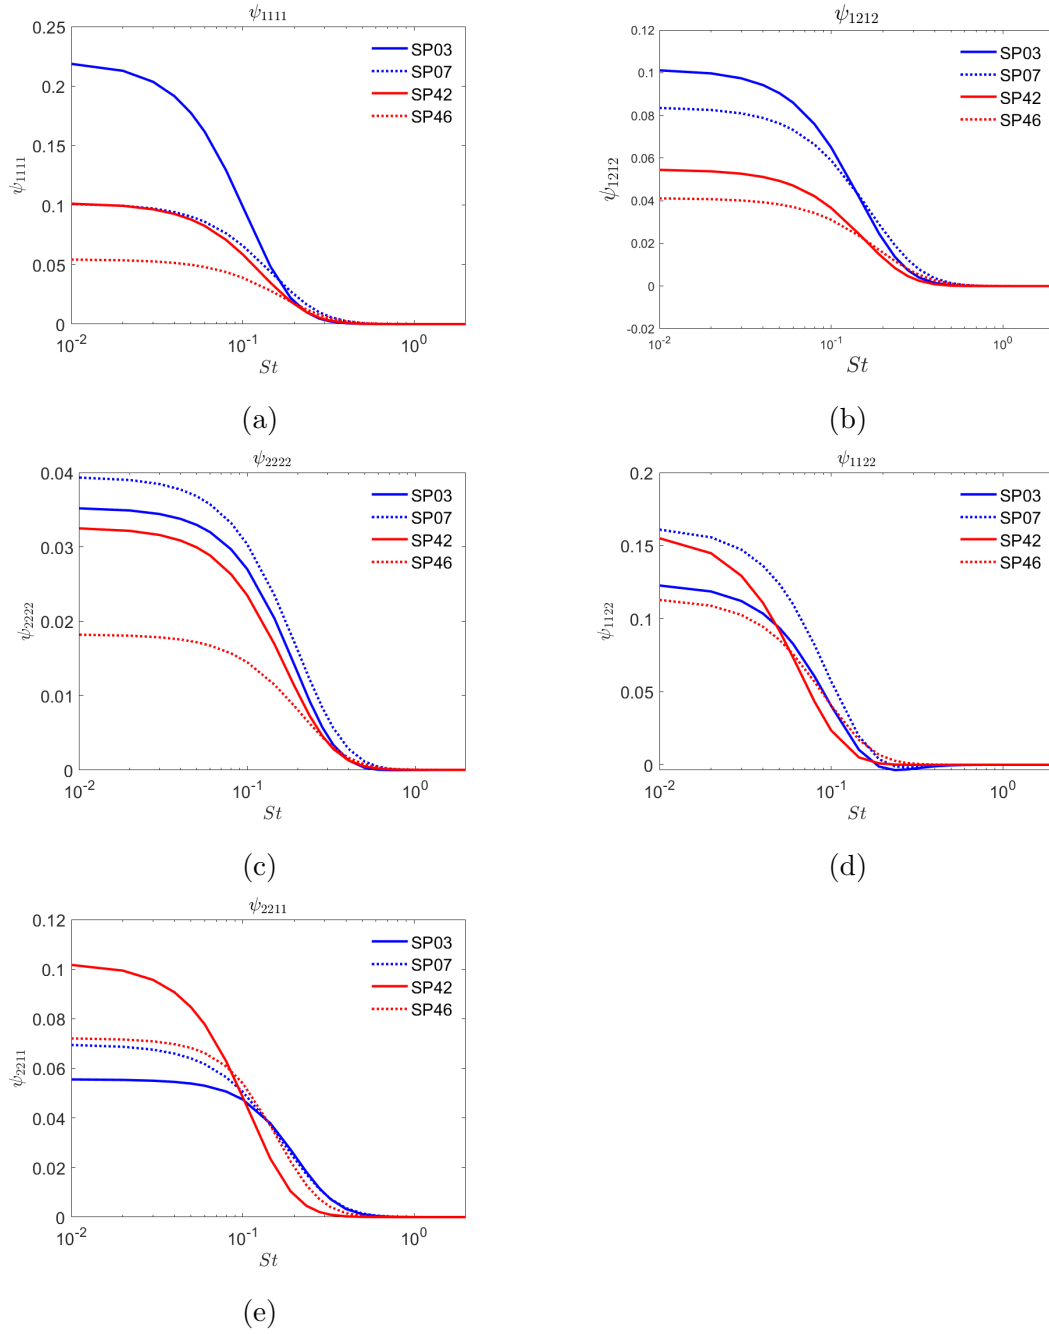 ψ₁₁₁₁
0.25
0.2
0.15
0.1
0.05
0
ψ₁₁₁₁
SP03
SP07
SP42
SP46
10⁻² 10⁻¹ 10⁰
St
(a)
ψ₁₂₁₂
0.12
0.1
0.08
0.06
0.04
0.02
0
-0.02
ψ₁₂₁₂
SP03
SP07
SP42
SP46
10⁻² 10⁻¹ 10⁰
St
(b)
ψ₂₂₂₂
0.04
0.03
0.02
0.01
0
ψ₂₂₂₂
SP03
SP07
SP42
SP46
10⁻² 10⁻¹ 10⁰
St
(c)
ψ₁₁₂₂
0.2
0.15
0.1
0.05
0
ψ₁₁₂₂
SP03
SP07
SP42
SP46
10⁻² 10⁻¹ 10⁰
St
(d)
ψ₂₂₁₁
0.12
0.1
0.08
0.06
0.04
0.02
0
ψ₂₂₁₁
SP03
SP07
SP42
SP46
10⁻² 10⁻¹ 10⁰
St
(e)